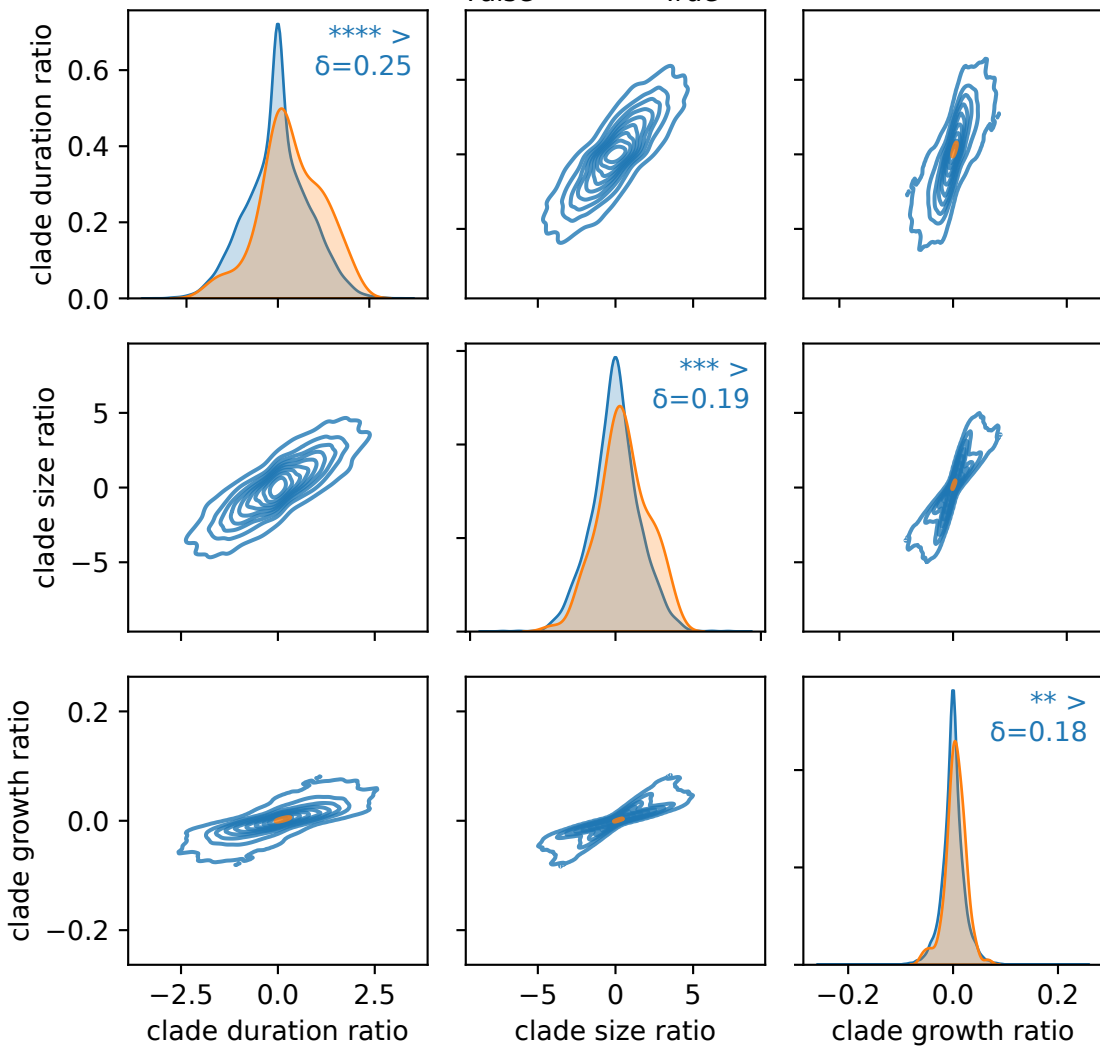 clade duration ratio
0.6
0.4
0.2
0.0
**** >
δ=0.25
clade size ratio
5
0
−5
*** >
δ=0.19
clade growth ratio
0.2
0.0
−0.2
** >
δ=0.18
−2.5 0.0 2.5
−5 0 5
−0.2 0.0 0.2
clade duration ratio
clade size ratio
clade growth ratio